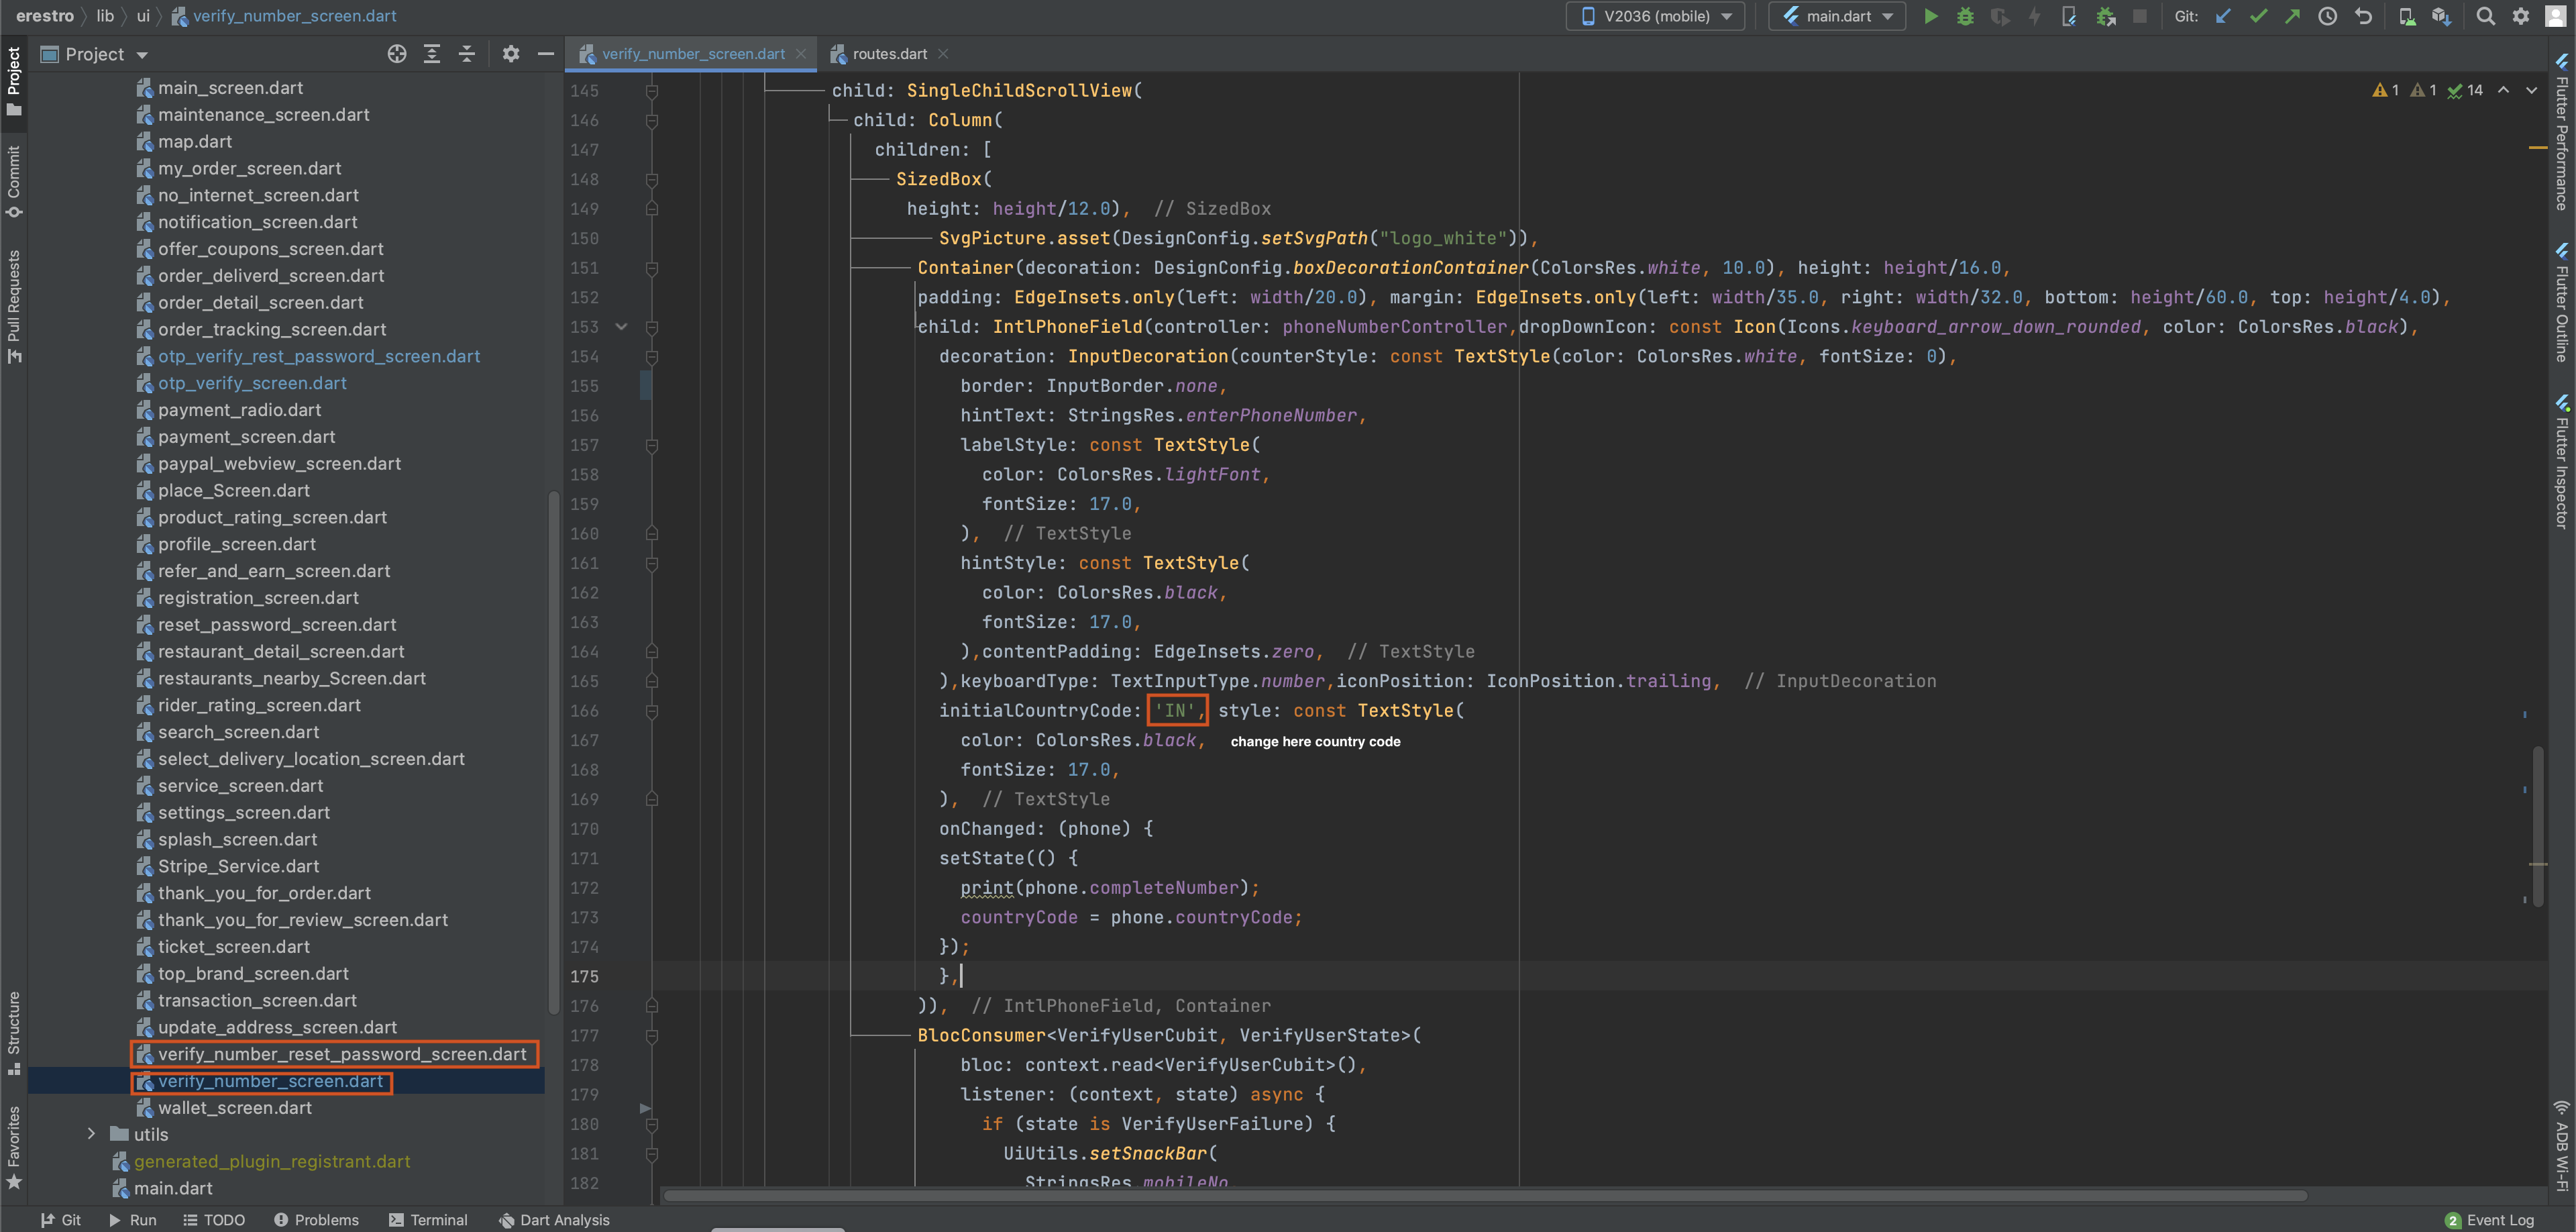 erestro lib ui verify_number_screen.dart
V2036 (mobile) main.dart Git:
Project
verify_number_screen.dart routes.dart
Project
Commit
Pull Requests
Structure
Favorites
main_screen.dart
maintenance_screen.dart
map.dart
my_order_screen.dart
no_internet_screen.dart
notification_screen.dart
offer_coupons_screen.dart
order_deliverd_screen.dart
order_detail_screen.dart
order_tracking_screen.dart
otp_verify_rest_password_screen.dart
otp_verify_screen.dart
payment_radio.dart
payment_screen.dart
paypal_webview_screen.dart
place_Screen.dart
product_rating_screen.dart
profile_screen.dart
refer_and_earn_screen.dart
registration_screen.dart
reset_password_screen.dart
restaurant_detail_screen.dart
restaurants_nearby_Screen.dart
rider_rating_screen.dart
search_screen.dart
select_delivery_location_screen.dart
service_screen.dart
settings_screen.dart
splash_screen.dart
Stripe_Service.dart
thank_you_for_order.dart
thank_you_for_review_screen.dart
ticket_screen.dart
top_brand_screen.dart
transaction_screen.dart
update_address_screen.dart
verify_number_reset_password_screen.dart
verify_number_screen.dart
wallet_screen.dart
utils
generated_plugin_registrant.dart
main.dart
1 1 14
145 child: SingleChildScrollView(
146 child: Column(
147 children: [
148 SizedBox(
149 height: height/12.0), // SizedBox
150 SvgPicture.asset(DesignConfig.setSvgPath("logo_white")),
151 Container(decoration: DesignConfig.boxDecorationContainer(ColorsRes.white, 10.0), height: height/16.0,
152 padding: EdgeInsets.only(left: width/20.0), margin: EdgeInsets.only(left: width/35.0, right: width/32.0, bottom: height/60.0, top: height/4.0),
153 child: IntlPhoneField(controller: phoneNumberController,dropDownIcon: const Icon(Icons.keyboard_arrow_down_rounded, color: ColorsRes.black),
154 decoration: InputDecoration(counterStyle: const TextStyle(color: ColorsRes.white, fontSize: 0),
155 border: InputBorder.none,
156 hintText: StringsRes.enterPhoneNumber,
157 labelStyle: const TextStyle(
158 color: ColorsRes.lightFont,
159 fontSize: 17.0,
160 ), // TextStyle
161 hintStyle: const TextStyle(
162 color: ColorsRes.black,
163 fontSize: 17.0,
164 ),contentPadding: EdgeInsets.zero, // TextStyle
165 ),keyboardType: TextInputType.number,iconPosition: IconPosition.trailing, // InputDecoration
166 initialCountryCode: 'IN', style: const TextStyle(
167 color: ColorsRes.black, change here country code
168 fontSize: 17.0,
169 ), // TextStyle
170 onChanged: (phone) {
171 setState(() {
172 print(phone.completeNumber);
173 countryCode = phone.countryCode;
174 });
175 },
176 )), // IntlPhoneField, Container
177 BlocConsumer<VerifyUserCubit, VerifyUserState>(
178 bloc: context.read<VerifyUserCubit>(),
179 listener: (context, state) async {
180 if (state is VerifyUserFailure) {
181 UiUtils.setSnackBar(
182 StringsRes.mobileNo,
Flutter Performance
Flutter Outline
Flutter Inspector
ADB Wi-Fi
Git Run TODO Problems Terminal Dart Analysis 2 Event Log